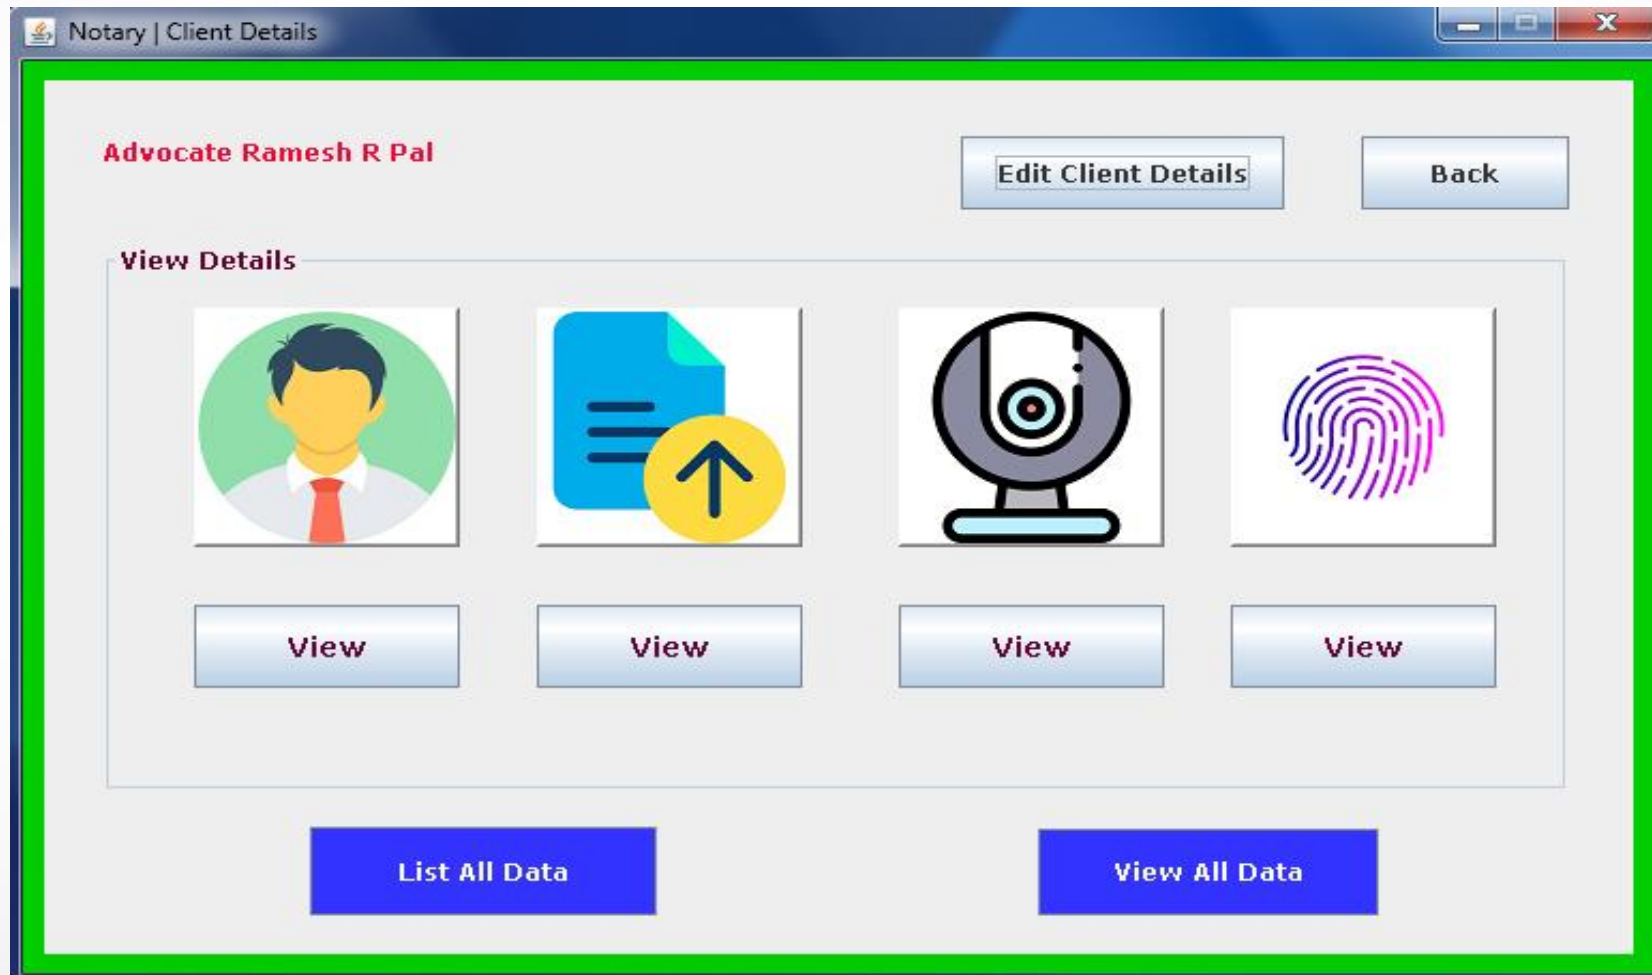 Notary | Client Details
Advocate Ramesh R Pal
Edit Client Details
Back
View Details
View
View
View
View
List All Data
View All Data